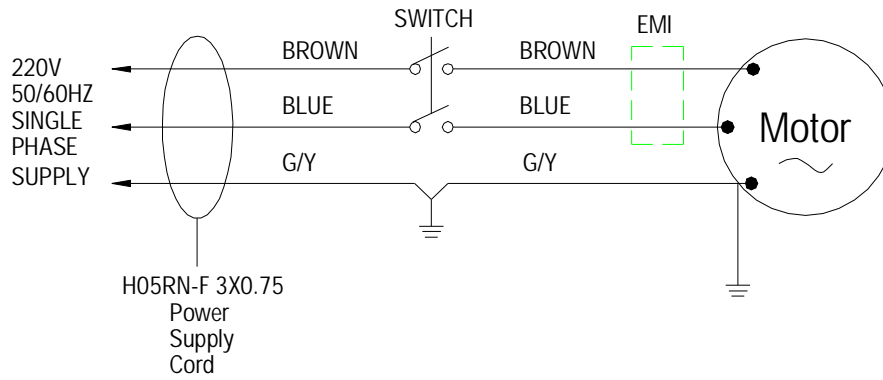 SWITCH
EMI
BROWN
BROWN
220V
50/60HZ
SINGLE
PHASE
SUPPLY
BLUE
BLUE
Motor
G/Y
G/Y
H05RN-F 3X0.75
Power
Supply
Cord